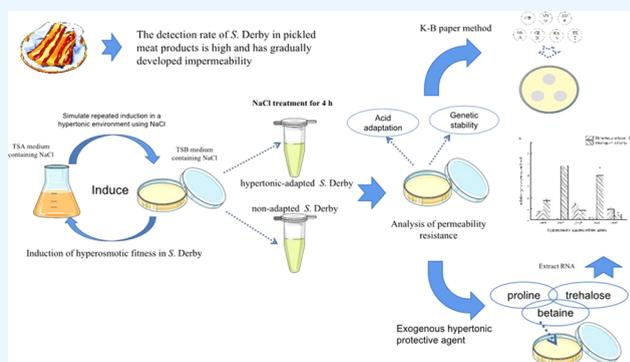 The detection rate of S. Derby in pickled
meat products is high and has gradually
developed impermeability
Simulate repeated induction in a
hypertonic environment using NaCl
TSA medium
containing NaCl
TSB medium
containing NaCl
Induce
Induction of hyperosmotic fitness in S. Derby
NaCl treatment for 4 h
hypertonic-adapted S. Derby
non-adapted S. Derby
Acid
adaptation
Genetic
stability
Analysis of permeability
resistance
K-B paper method
Exogenous hypertonic
protective agent
Extract RNA
proline
trehalose
betaine